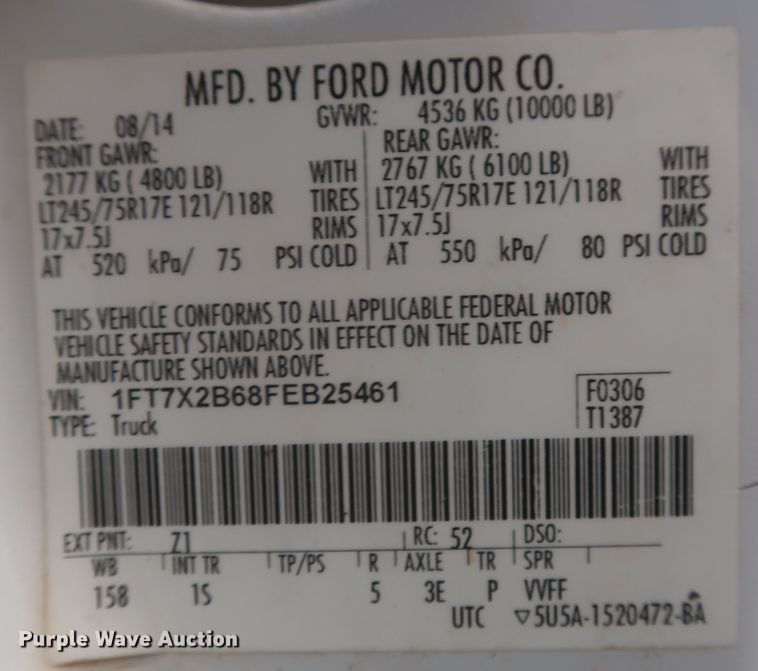 MFD. BY FORD MOTOR CO.
DATE: 08/14 GVWR: 4536 KG (10000 LB)
FRONT GAWR: REAR GAWR:
2177 KG ( 4800 LB) WITH 2767 KG ( 6100 LB) WITH
LT245/75R17E 121/118R TIRES LT245/75R17E 121/118R TIRES
17x7.5J RIMS 17x7.5J RIMS
AT 520 kPa/ 75 PSI COLD AT 550 kPa/ 80 PSI COLD
THIS VEHICLE CONFORMS TO ALL APPLICABLE FEDERAL MOTOR
VEHICLE SAFETY STANDARDS IN EFFECT ON THE DATE OF
MANUFACTURE SHOWN ABOVE.
VIN: 1FT7X2B68FEB25461 F0306
TYPE: Truck T1387
EXT PNT: Z1 RC: 52 DSO:
WB INT TR TP/PS R AXLE TR SPR
158 1S 5 3E P VVFF
UTC ▽5U5A-1520472-BA
Purple Wave Auction